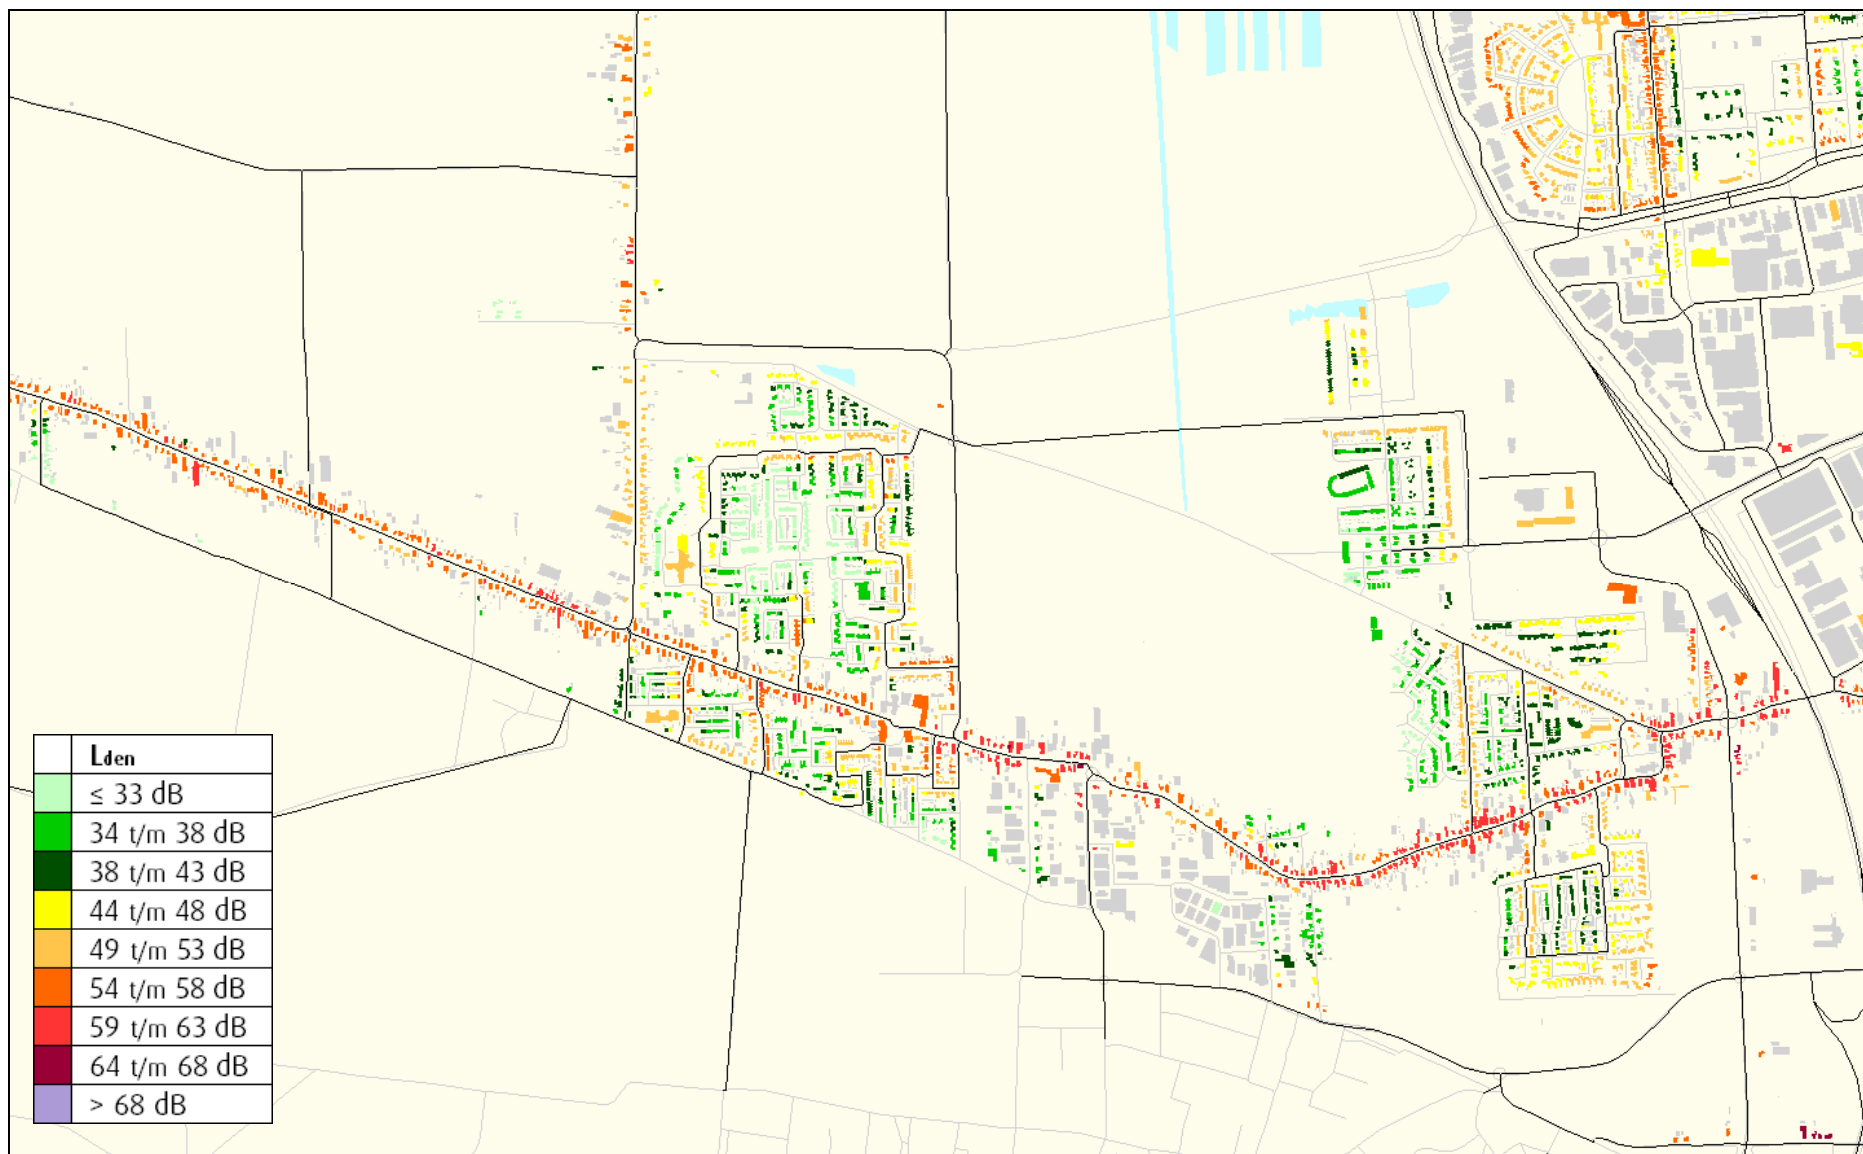 Lden
≤ 33 dB
34 t/m 38 dB
38 t/m 43 dB
44 t/m 48 dB
49 t/m 53 dB
54 t/m 58 dB
59 t/m 63 dB
64 t/m 68 dB
> 68 dB